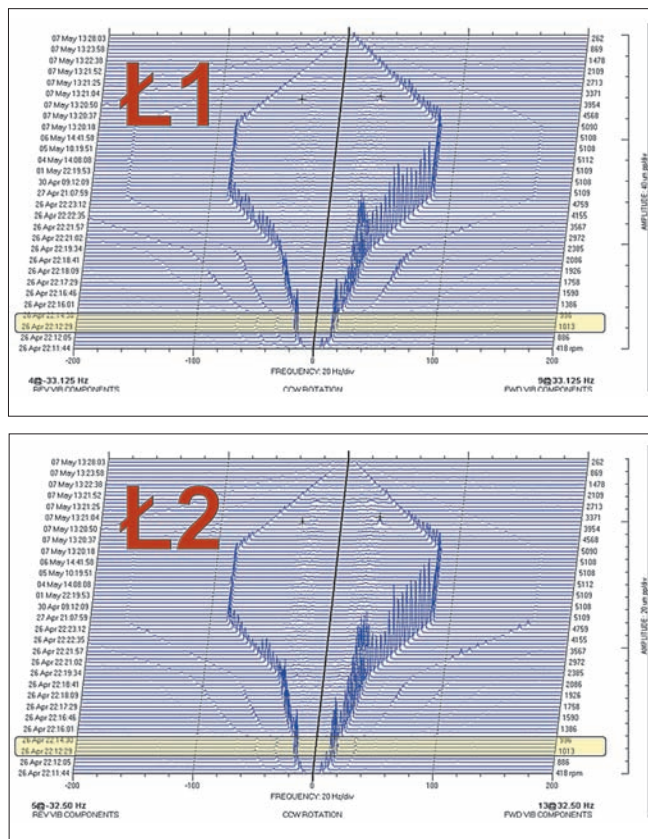 07 May 13:28:03 262
07 May 13:23:58 869
07 May 13:22:38 1478
07 May 13:21:52 2109
07 May 13:21:25 2713
07 May 13:21:04 3371
07 May 13:20:50 3954
07 May 13:20:37 4568
07 May 13:20:18 5090
06 May 14:41:58 5108
05 May 10:19:51 5108
04 May 14:08:08 5112
01 May 22:19:53 5109
30 Apr 09:12:09 5108
27 Apr 21:07:59 5109
26 Apr 22:23:12 4759
26 Apr 22:22:35 4155
26 Apr 22:21:57 3567
26 Apr 22:21:02 2972
26 Apr 22:19:34 2385
26 Apr 22:18:41 2086
26 Apr 22:18:09 1926
26 Apr 22:17:29 1758
26 Apr 22:16:46 1590
26 Apr 22:16:01 1386
26 Apr 22:12:29 1013
26 Apr 22:12:05 886
26 Apr 22:11:44 418 rpm
Ł1
AMPLITUDE: 40 um pp/div
-200 -100 0 100 200
FREQUENCY: 20 Hz/div
4@-33.125 Hz 9@33.125 Hz
REV VIB COMPONENTS CCW ROTATION FWD VIB COMPONENTS
07 May 13:28:03 262
07 May 13:23:58 869
07 May 13:22:38 1478
07 May 13:21:52 2109
07 May 13:21:25 2713
07 May 13:21:04 3371
07 May 13:20:50 3954
07 May 13:20:37 4568
07 May 13:20:18 5090
06 May 14:41:58 5108
05 May 10:19:51 5108
04 May 14:08:08 5112
01 May 22:19:53 5109
30 Apr 09:12:09 5108
27 Apr 21:07:59 5109
26 Apr 22:23:12 4759
26 Apr 22:22:35 4155
26 Apr 22:21:57 3567
26 Apr 22:21:02 2972
26 Apr 22:19:34 2385
26 Apr 22:18:41 2086
26 Apr 22:18:09 1926
26 Apr 22:17:29 1758
26 Apr 22:16:46 1590
26 Apr 22:16:01 1386
26 Apr 22:12:29 1013
26 Apr 22:12:05 886
26 Apr 22:11:44 418 rpm
Ł2
AMPLITUDE: 20 um pp/div
-200 -100 0 100 200
FREQUENCY: 20 Hz/div
5@-32.50 Hz 13@32.50 Hz
REV VIB COMPONENTS CCW ROTATION FWD VIB COMPONENTS